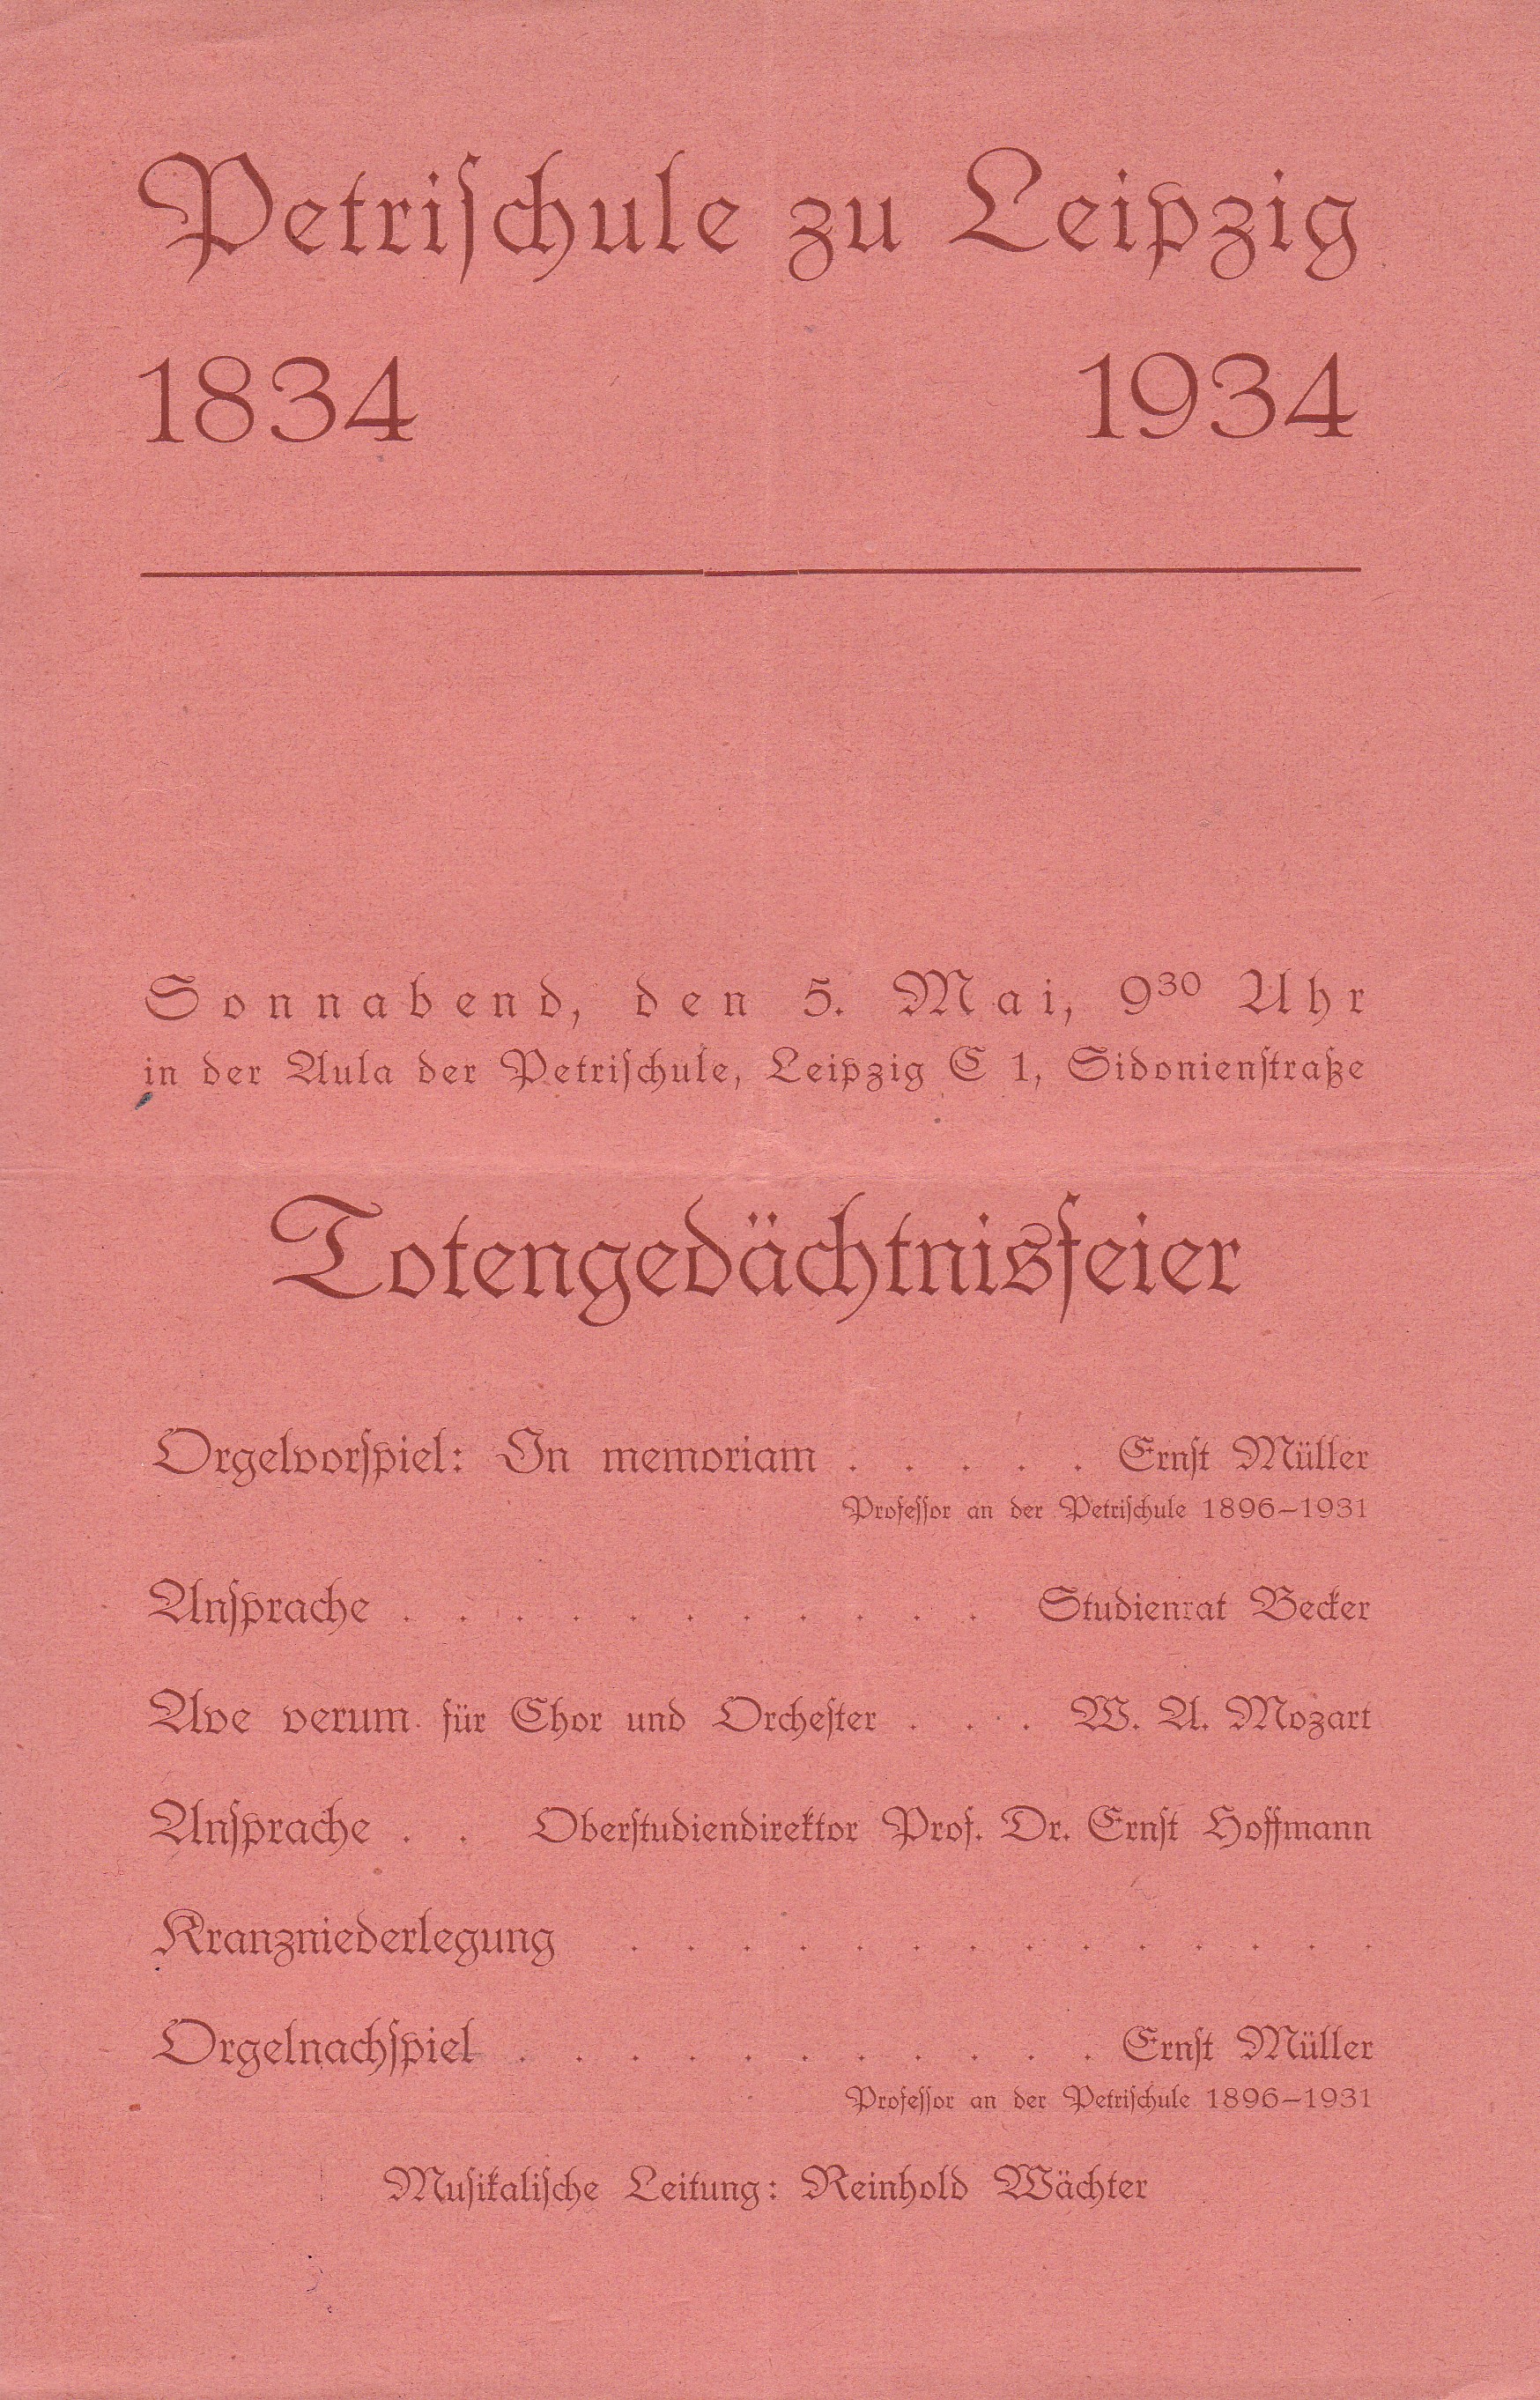 Petriſchule zu Leipzig
1834 1934
Sonnabend, den 5. Mai, 9³⁰ Uhr
in der Aula der Petriſchule, Leipzig C 1, Sidonienſtraße
Totengedächtnisfeier
Orgelvorſpiel: In memoriam . . . . . Ernſt Müller
Profeſſor an der Petriſchule 1896–1931
Anſprache . . . . . . . . . . . Studienrat Becker
Ave verum für Chor und Orcheſter . . . W. A. Mozart
Anſprache . . Oberſtudiendirektor Prof. Dr. Ernſt Hoffmann
Kranzniederlegung . . . . . . . . . . . . . .
Orgelnachſpiel . . . . . . . . . . . Ernſt Müller
Profeſſor an der Petriſchule 1896–1931
Muſikaliſche Leitung: Reinhold Wächter